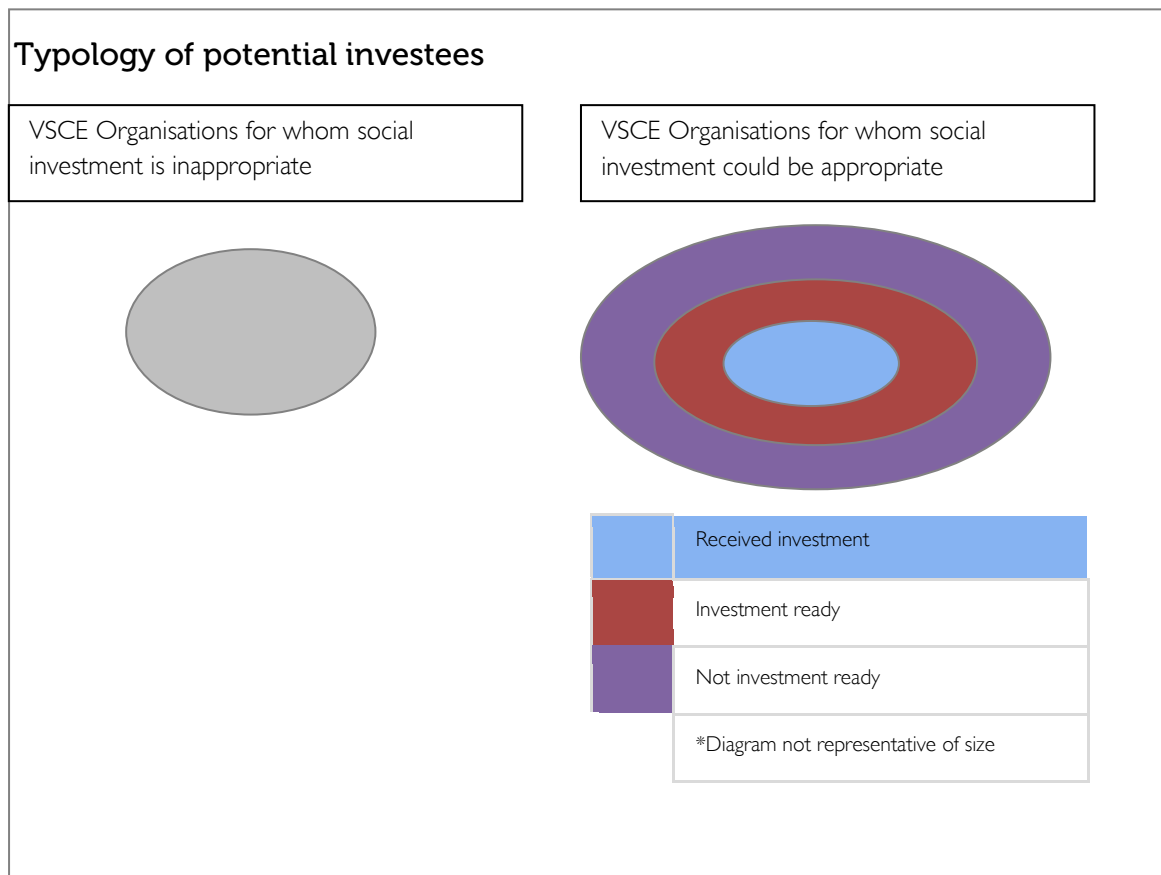 Typology of potential investees
VSCE Organisations for whom social
investment is inappropriate
VSCE Organisations for whom social
investment could be appropriate
Received investment
Investment ready
Not investment ready
*Diagram not representative of size